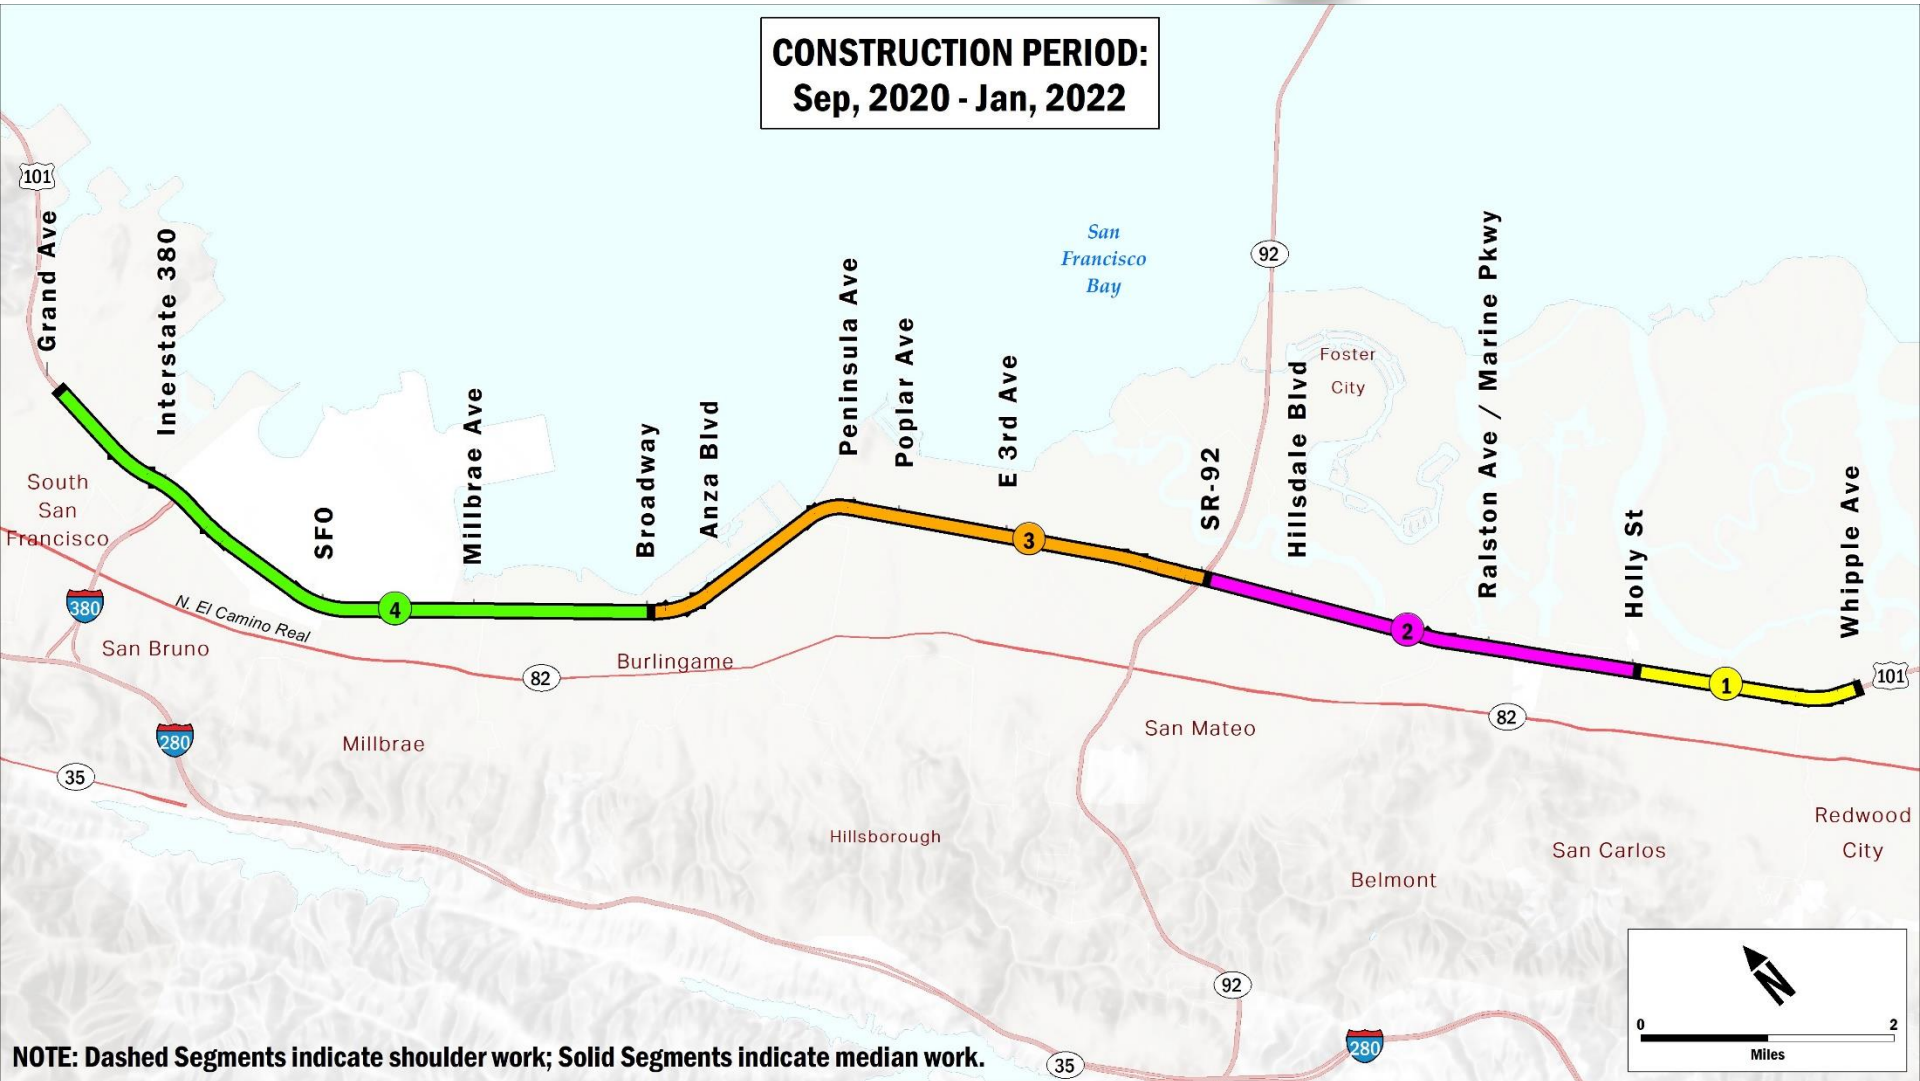 CONSTRUCTION PERIOD:
Sep, 2020 - Jan, 2022
101
Grand Ave
Interstate 380
SFO
Millbrae Ave
Broadway
Anza Blvd
Peninsula Ave
Poplar Ave
E 3rd Ave
SR-92
Hillsdale Blvd
Ralston Ave / Marine Pkwy
Holly St
Whipple Ave
San
Francisco
Bay
92
Foster
City
South
San
Francisco
380
N. El Camino Real
San Bruno
4
3
2
1
101
82
Burlingame
82
280
35
Millbrae
San Mateo
Hillsborough
Belmont
San Carlos
Redwood
City
92
280
35
N
0
2
Miles
NOTE: Dashed Segments indicate shoulder work; Solid Segments indicate median work.